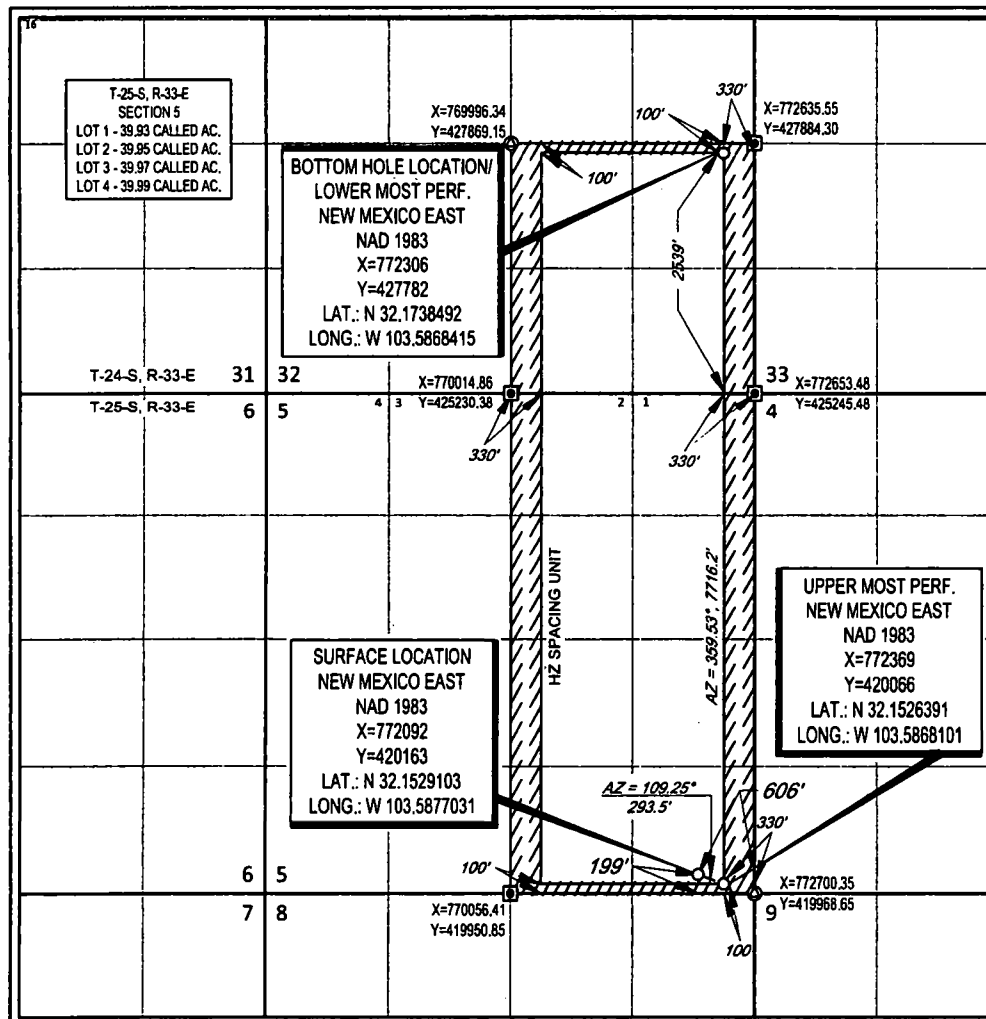 16
T-25-S, R-33-E
SECTION 5
LOT 1 - 39.93 CALLED AC.
LOT 2 - 39.95 CALLED AC.
LOT 3 - 39.97 CALLED AC.
LOT 4 - 39.99 CALLED AC.
X=769996.34
Y=427869.15
100'
330'
X=772635.55
Y=427884.30
BOTTOM HOLE LOCATION/
LOWER MOST PERF.
NEW MEXICO EAST
NAD 1983
X=772306
Y=427782
LAT.: N 32.1738492
LONG.: W 103.5868415
100'
2539'
T-24-S, R-33-E
31
32
33
T-25-S, R-33-E
6
5
4
X=770014.86
Y=425230.38
4
3
2
1
X=772653.48
Y=425245.48
330'
330'
HZ SPACING UNIT
AZ = 359.53°, 7716.2'
UPPER MOST PERF.
NEW MEXICO EAST
NAD 1983
X=772369
Y=420066
LAT.: N 32.1526391
LONG.: W 103.5868101
SURFACE LOCATION
NEW MEXICO EAST
NAD 1983
X=772092
Y=420163
LAT.: N 32.1529103
LONG.: W 103.5877031
AZ = 109.25°
293.5'
606'
330'
199'
100'
6
5
7
8
9
X=770056.41
Y=419950.85
X=772700.35
Y=419968.65
100